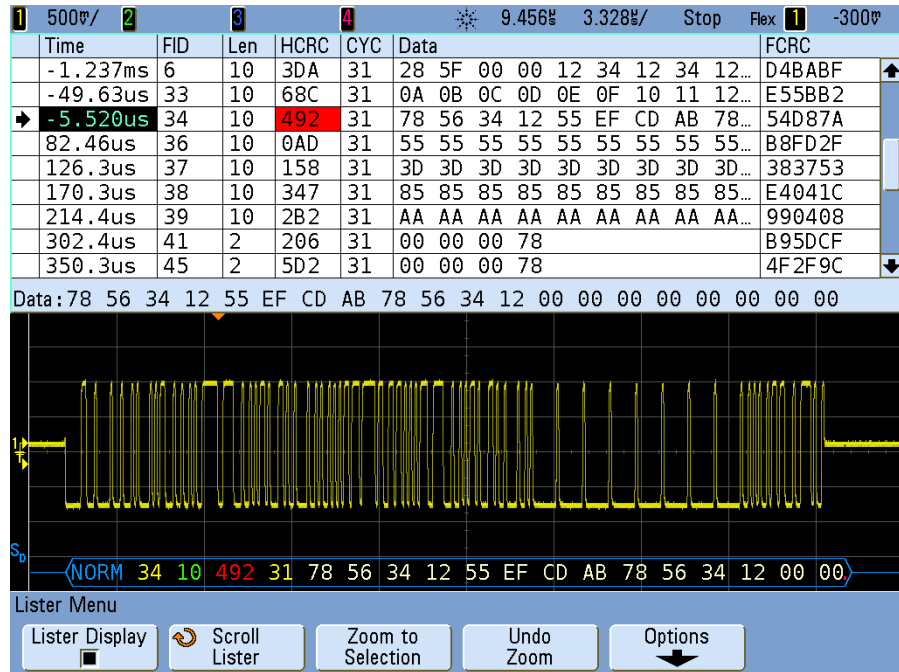 1 500▽/ 2 3 4 9.456% 3.328%/ Stop Flex 1 -300▽
Time FID Len HCRC CYC Data FCRC
-1.237ms 6 10 3DA 31 28 5F 00 00 12 34 12 34 12… D4BABF
-49.63us 33 10 68C 31 0A 0B 0C 0D 0E 0F 10 11 12… E55BB2
-5.520us 34 10 492 31 78 56 34 12 55 EF CD AB 78… 54D87A
82.46us 36 10 0AD 31 55 55 55 55 55 55 55 55 55… B8FD2F
126.3us 37 10 158 31 3D 3D 3D 3D 3D 3D 3D 3D 3D… 383753
170.3us 38 10 347 31 85 85 85 85 85 85 85 85 85… E4041C
214.4us 39 10 2B2 31 AA AA AA AA AA AA AA AA AA… 990408
302.4us 41 2 206 31 00 00 00 78 B95DCF
350.3us 45 2 5D2 31 00 00 00 78 4F2F9C
Data:78 56 34 12 55 EF CD AB 78 56 34 12 00 00 00 00 00 00 00 00
1
T
SD
NORM 34 10 492 31 78 56 34 12 55 EF CD AB 78 56 34 12 00 00
Lister Menu
Lister Display
Scroll Lister
Zoom to Selection
Undo Zoom
Options